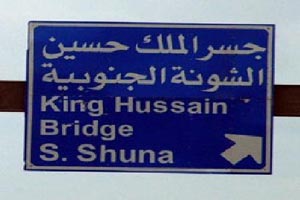 جسر الملك حسين
الشونة الجنوبية
King Hussain
Bridge
S. Shuna